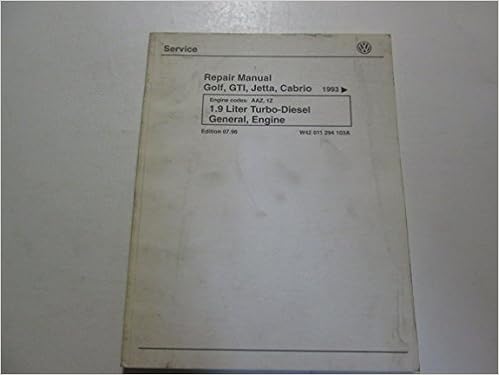 Service
Repair Manual
Golf, GTI, Jetta, Cabrio 1993 ▶
Engine codes: AAZ, 1Z
1.9 Liter Turbo-Diesel
General, Engine
Edition 07.96 W42 011 294 103A